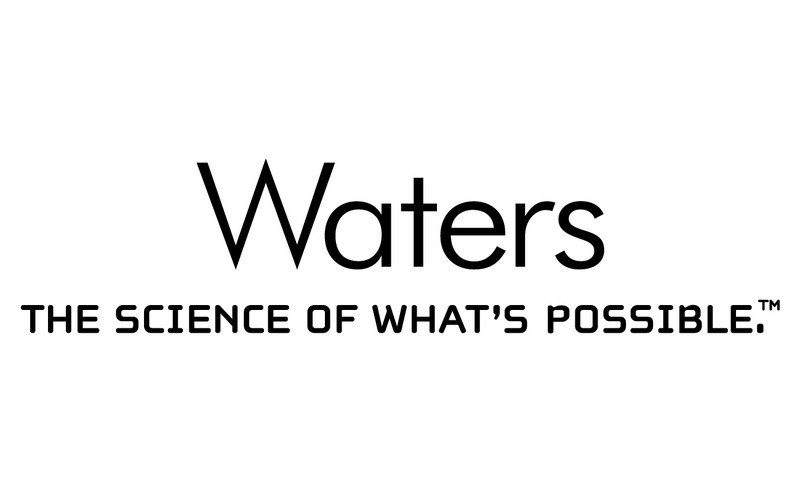 Waters
THE SCIENCE OF WHAT'S POSSIBLE.™